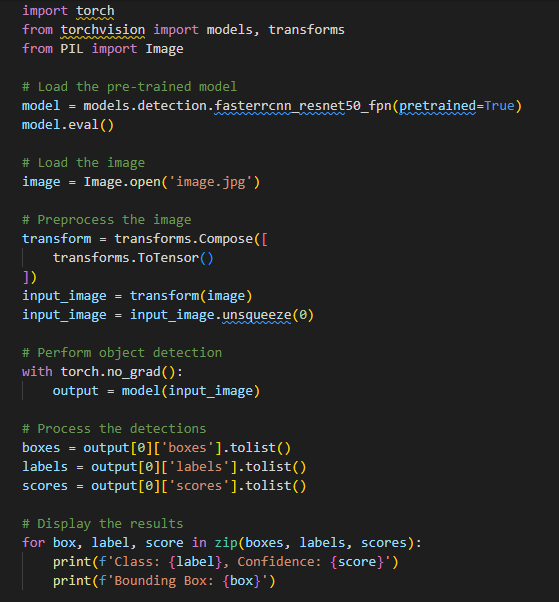 import torch
from torchvision import models, transforms
from PIL import Image

# Load the pre-trained model
model = models.detection.fasterrcnn_resnet50_fpn(pretrained=True)
model.eval()

# Load the image
image = Image.open('image.jpg')

# Preprocess the image
transform = transforms.Compose([
    transforms.ToTensor()
])
input_image = transform(image)
input_image = input_image.unsqueeze(0)

# Perform object detection
with torch.no_grad():
    output = model(input_image)

# Process the detections
boxes = output[0]['boxes'].tolist()
labels = output[0]['labels'].tolist()
scores = output[0]['scores'].tolist()

# Display the results
for box, label, score in zip(boxes, labels, scores):
    print(f'Class: {label}, Confidence: {score}')
    print(f'Bounding Box: {box}')